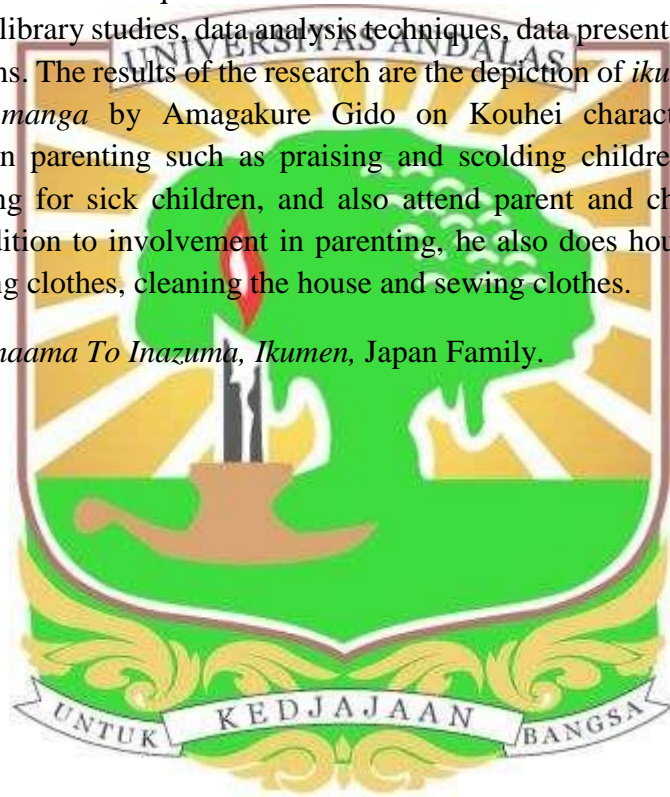 library studies, data analysis techniques, data present
UNIVERSITAS ANDALAS
ns. The results of the research are the depiction of iku
manga by Amagakure Gido on Kouhei charact
n parenting such as praising and scolding childre
ng for sick children, and also attend parent and ch
dition to involvement in parenting, he also does hou
ng clothes, cleaning the house and sewing clothes.
naama To Inazuma, Ikumen, Japan Family.
UNTUK KEDJAJAAN BANGSA